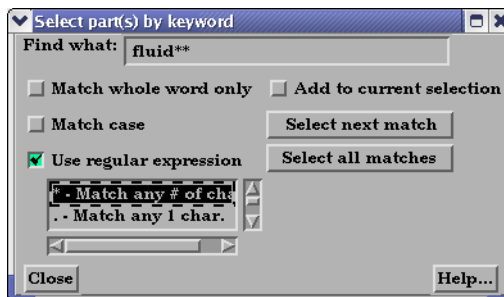 Select part(s) by keyword
Find what: fluid**
Match whole word only Add to current selection
Match case Select next match
Use regular expression Select all matches
* - Match any # of cha
. - Match any 1 char.
Close Help...